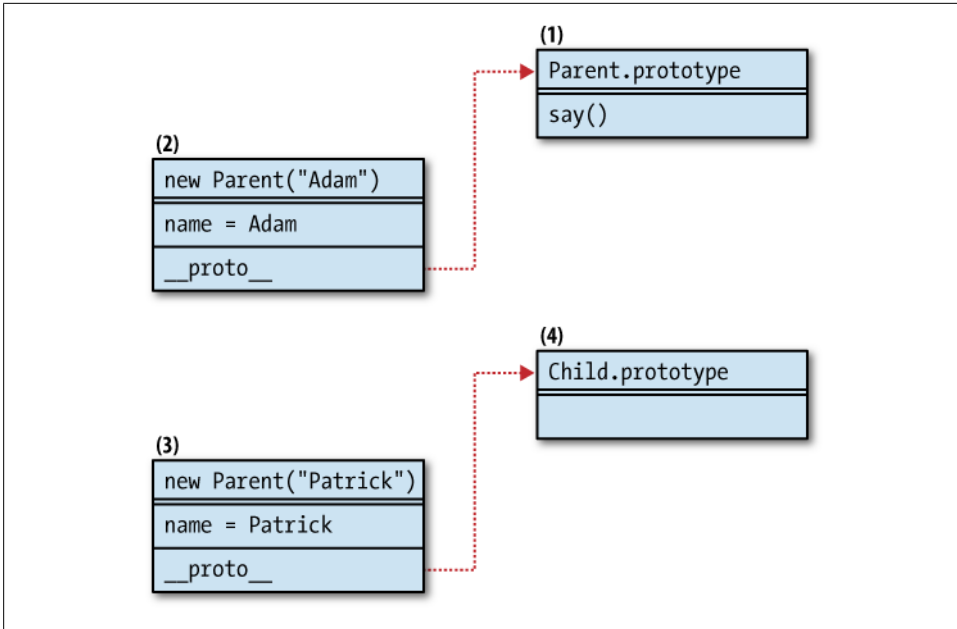 (1)
Parent.prototype
say()
(2)
new Parent("Adam")
name = Adam
__proto__
(4)
Child.prototype
(3)
new Parent("Patrick")
name = Patrick
__proto__